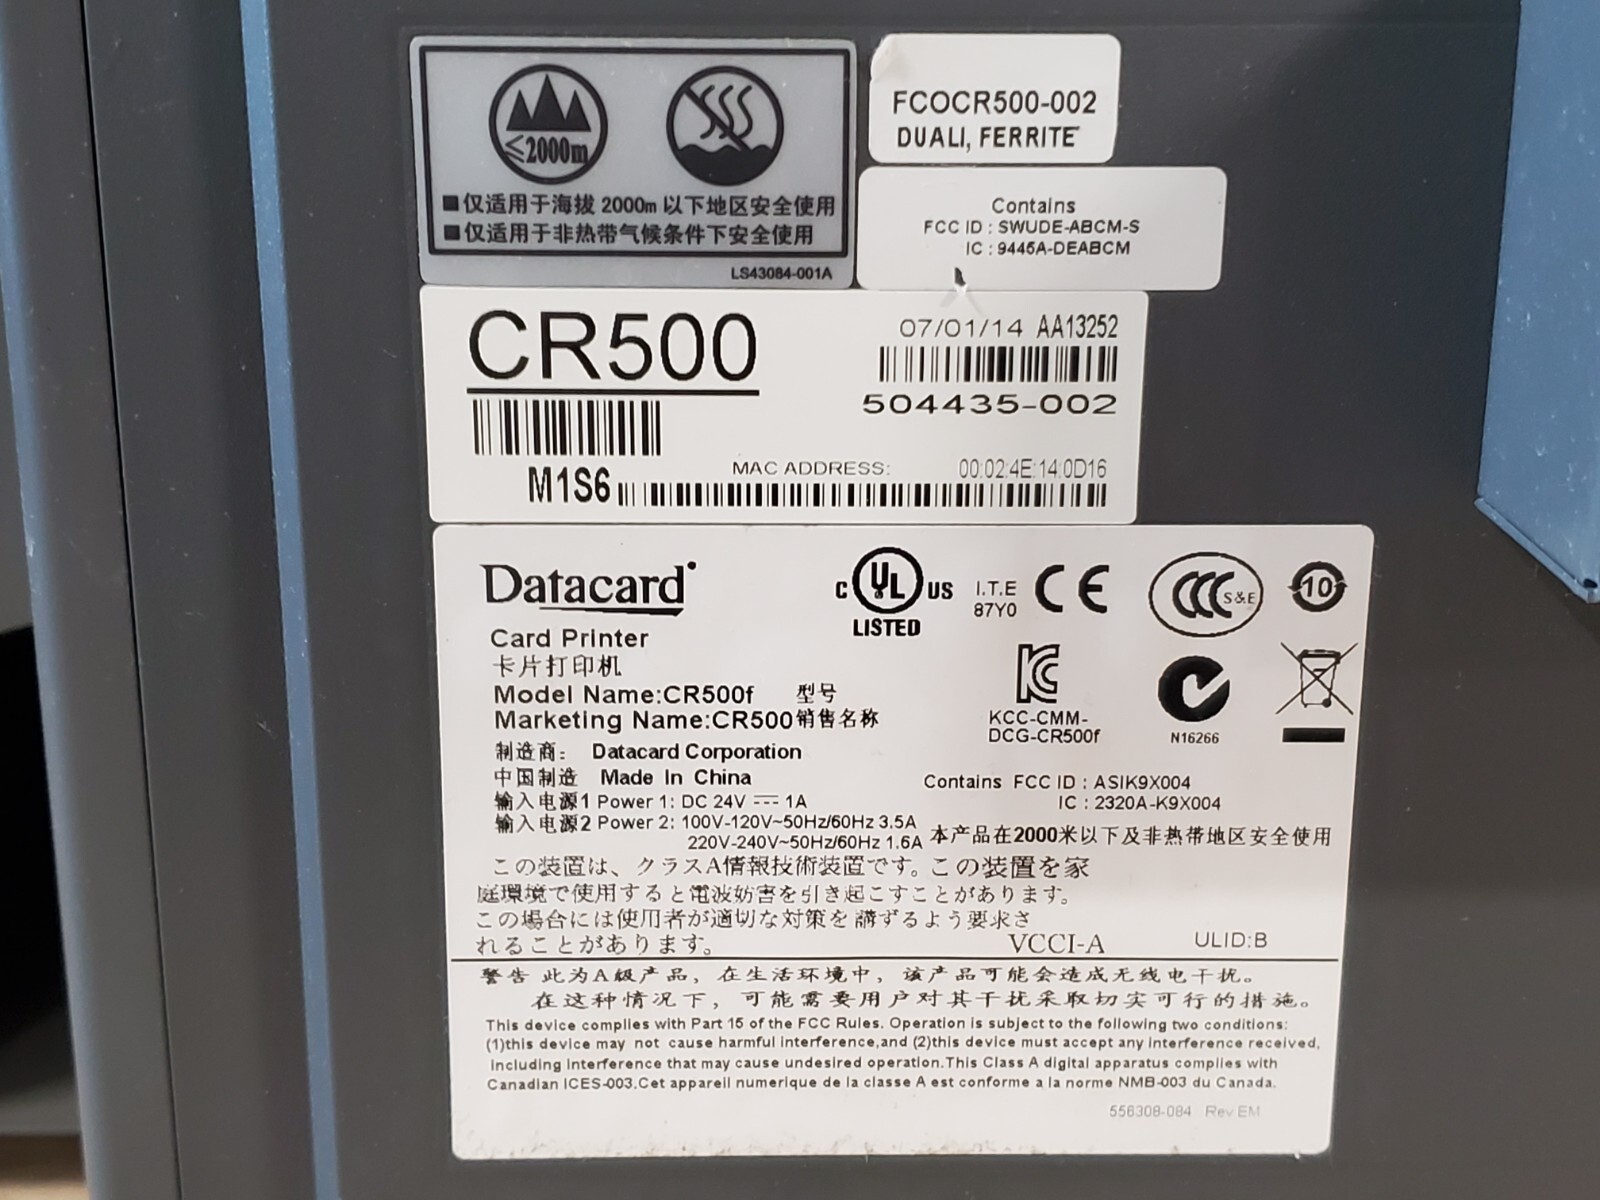 ≤2000m
■仅适用于海拔 2000m 以下地区安全使用
■仅适用于非热带气候条件下安全使用
LS43084-001A
FCOCR500-002
DUALI, FERRITE
Contains
FCC ID : SWUDE-ABCM-S
IC : 9445A-DEABCM
CR500
07/01/14 AA13252
504435-002
M1S6
MAC ADDRESS: 00:02:4E:14:0D16
Datacard
C UL US
LISTED
I.T.E
87Y0
CE
CCC S&E
10
Card Printer
卡片打印机
Model Name:CR500f 型号
Marketing Name:CR500 销售名称
KCC-CMM-
DCG-CR500f
N16266
制造商： Datacard Corporation
中国制造 Made In China
Contains FCC ID : ASIK9X004
IC : 2320A-K9X004
输入电源1 Power 1: DC 24V ⎓ 1A
输入电源2 Power 2: 100V-120V~50Hz/60Hz 3.5A
220V-240V~50Hz/60Hz 1.6A
本产品在2000米以下及非热带地区安全使用
この装置は、クラスA情報技術装置です。この装置を家
庭環境で使用すると電波妨害を引き起こすことがあります。
この場合には使用者が適切な対策を講ずるよう要求さ
れることがあります。
VCCI-A
ULID:B
警告 此为A级产品，在生活环境中，该产品可能会造成无线电干扰。
在这种情况下，可能需要用户对其干扰采取切实可行的措施。
This device complies with Part 15 of the FCC Rules. Operation is subject to the following two conditions:
(1)this device may not cause harmful interference,and (2)this device must accept any interference received,
including interference that may cause undesired operation.This Class A digital apparatus complies with
Canadian ICES-003.Cet appareil numerique de la classe A est conforme a la norme NMB-003 du Canada.
556308-084 Rev EM